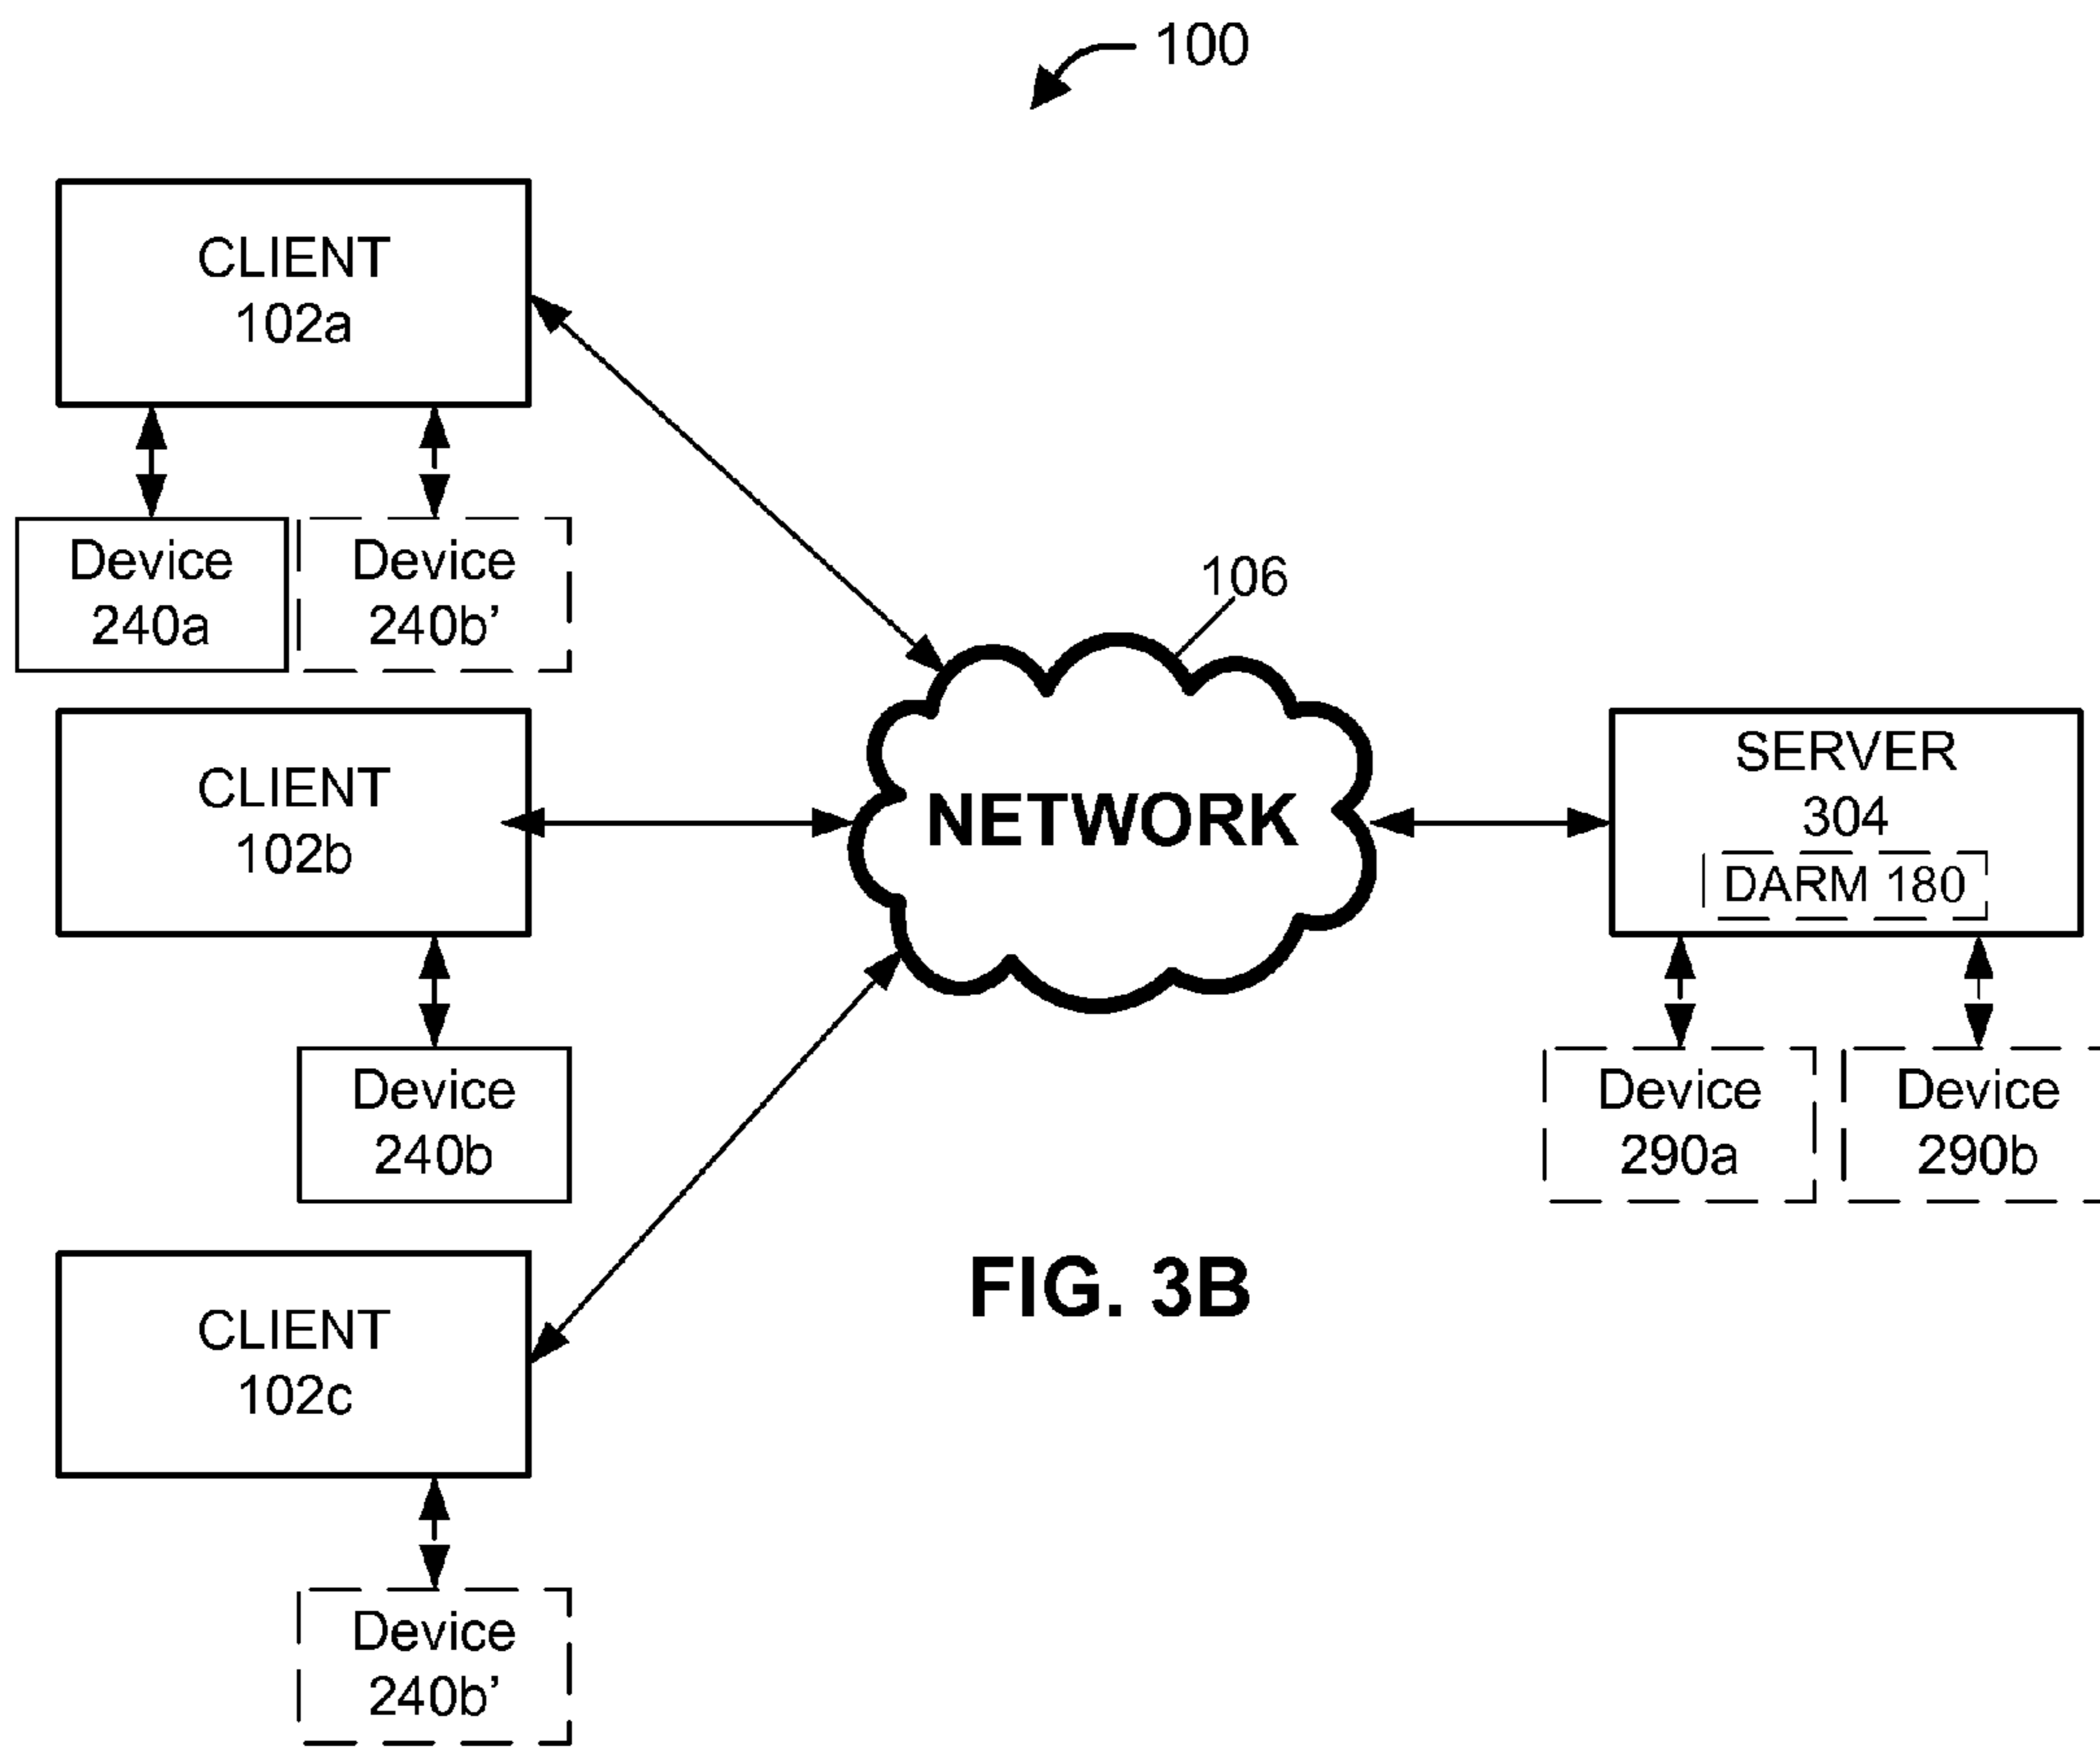 100
CLIENT
102a
Device
240a
Device
240b’
106
CLIENT
102b
NETWORK
SERVER
304
DARM 180
Device
240b
Device
290a
Device
290b
FIG. 3B
CLIENT
102c
Device
240b’